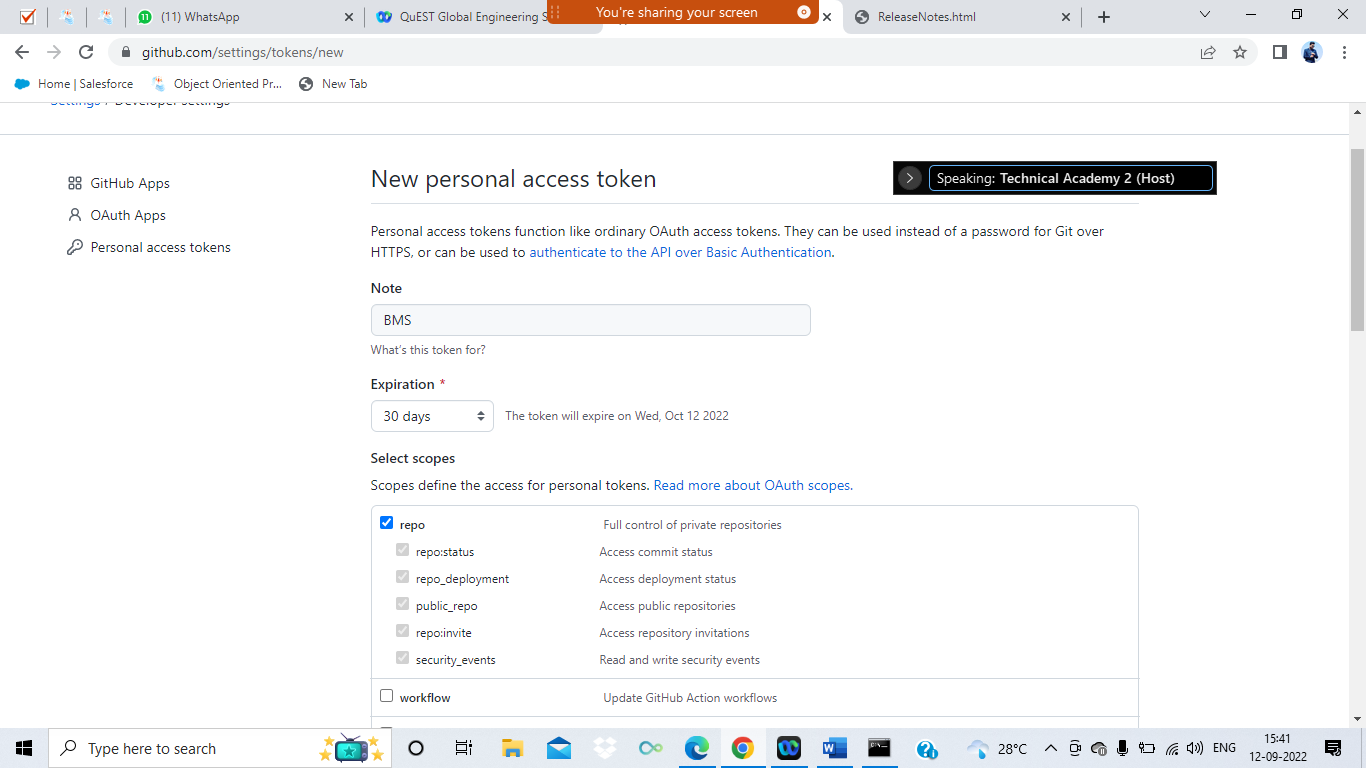 11
(11) WhatsApp
QuEST Global Engineering S
You're sharing your screen
ReleaseNotes.html
github.com/settings/tokens/new
Home | Salesforce
Object Oriented Pr...
New Tab
Settings / Developer settings
GitHub Apps
OAuth Apps
Personal access tokens
New personal access token
Speaking: Technical Academy 2 (Host)
Personal access tokens function like ordinary OAuth access tokens. They can be used instead of a password for Git over
HTTPS, or can be used to authenticate to the API over Basic Authentication.
Note
BMS
What's this token for?
Expiration *
30 days
The token will expire on Wed, Oct 12 2022
Select scopes
Scopes define the access for personal tokens. Read more about OAuth scopes.
repo Full control of private repositories
repo:status Access commit status
repo_deployment Access deployment status
public_repo Access public repositories
repo:invite Access repository invitations
security_events Read and write security events
workflow Update GitHub Action workflows
Type here to search
28°C
ENG
15:41
12-09-2022